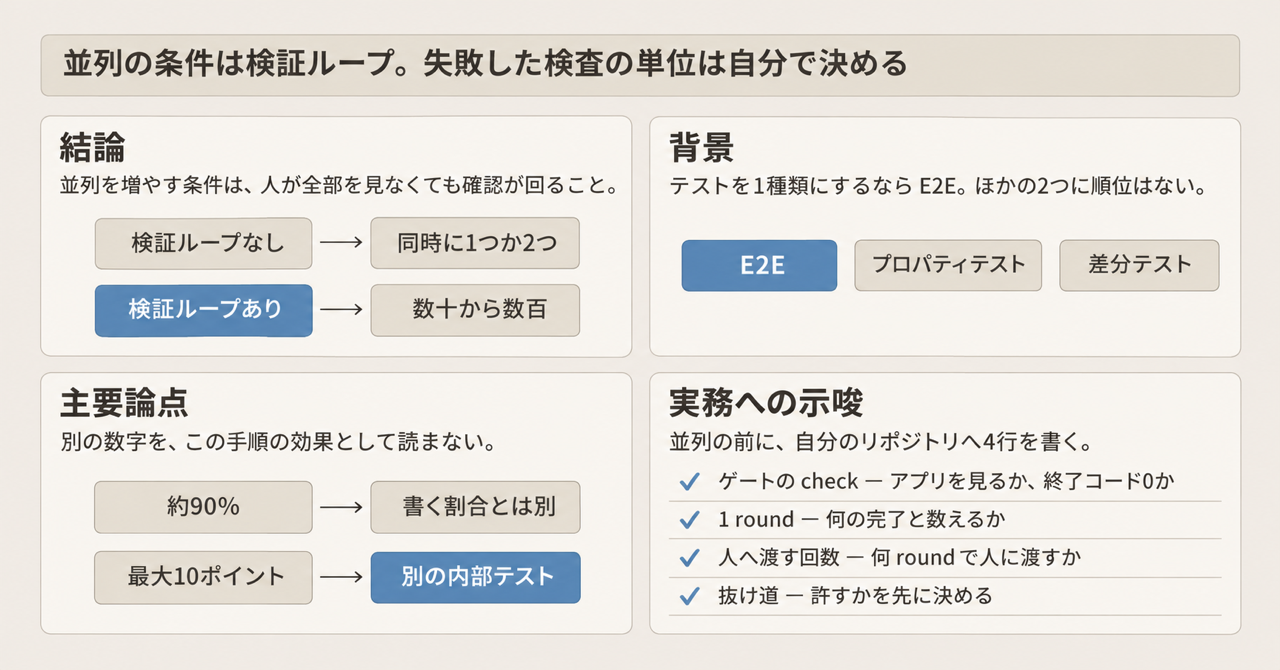 並列の条件は検証ループ。失敗した検査の単位は自分で決める
結論
並列を増やす条件は、人が全部を見なくても確認が回ること。
検証ループなし → 同時に1つか2つ
検証ループあり → 数十から数百
背景
テストを1種類にするなら E2E。ほかの2つに順位はない。
E2E
プロパティテスト
差分テスト
主要論点
別の数字を、この手順の効果として読まない。
約90% → 書く割合とは別
最大10ポイント → 別の内部テスト
実務への示唆
並列の前に、自分のリポジトリへ4行を書く。
ゲートの check — アプリを見るか、終了コード0か
1 round — 何の完了と数えるか
人へ渡す回数 — 何 round で人に渡すか
抜け道 — 許すかを先に決める